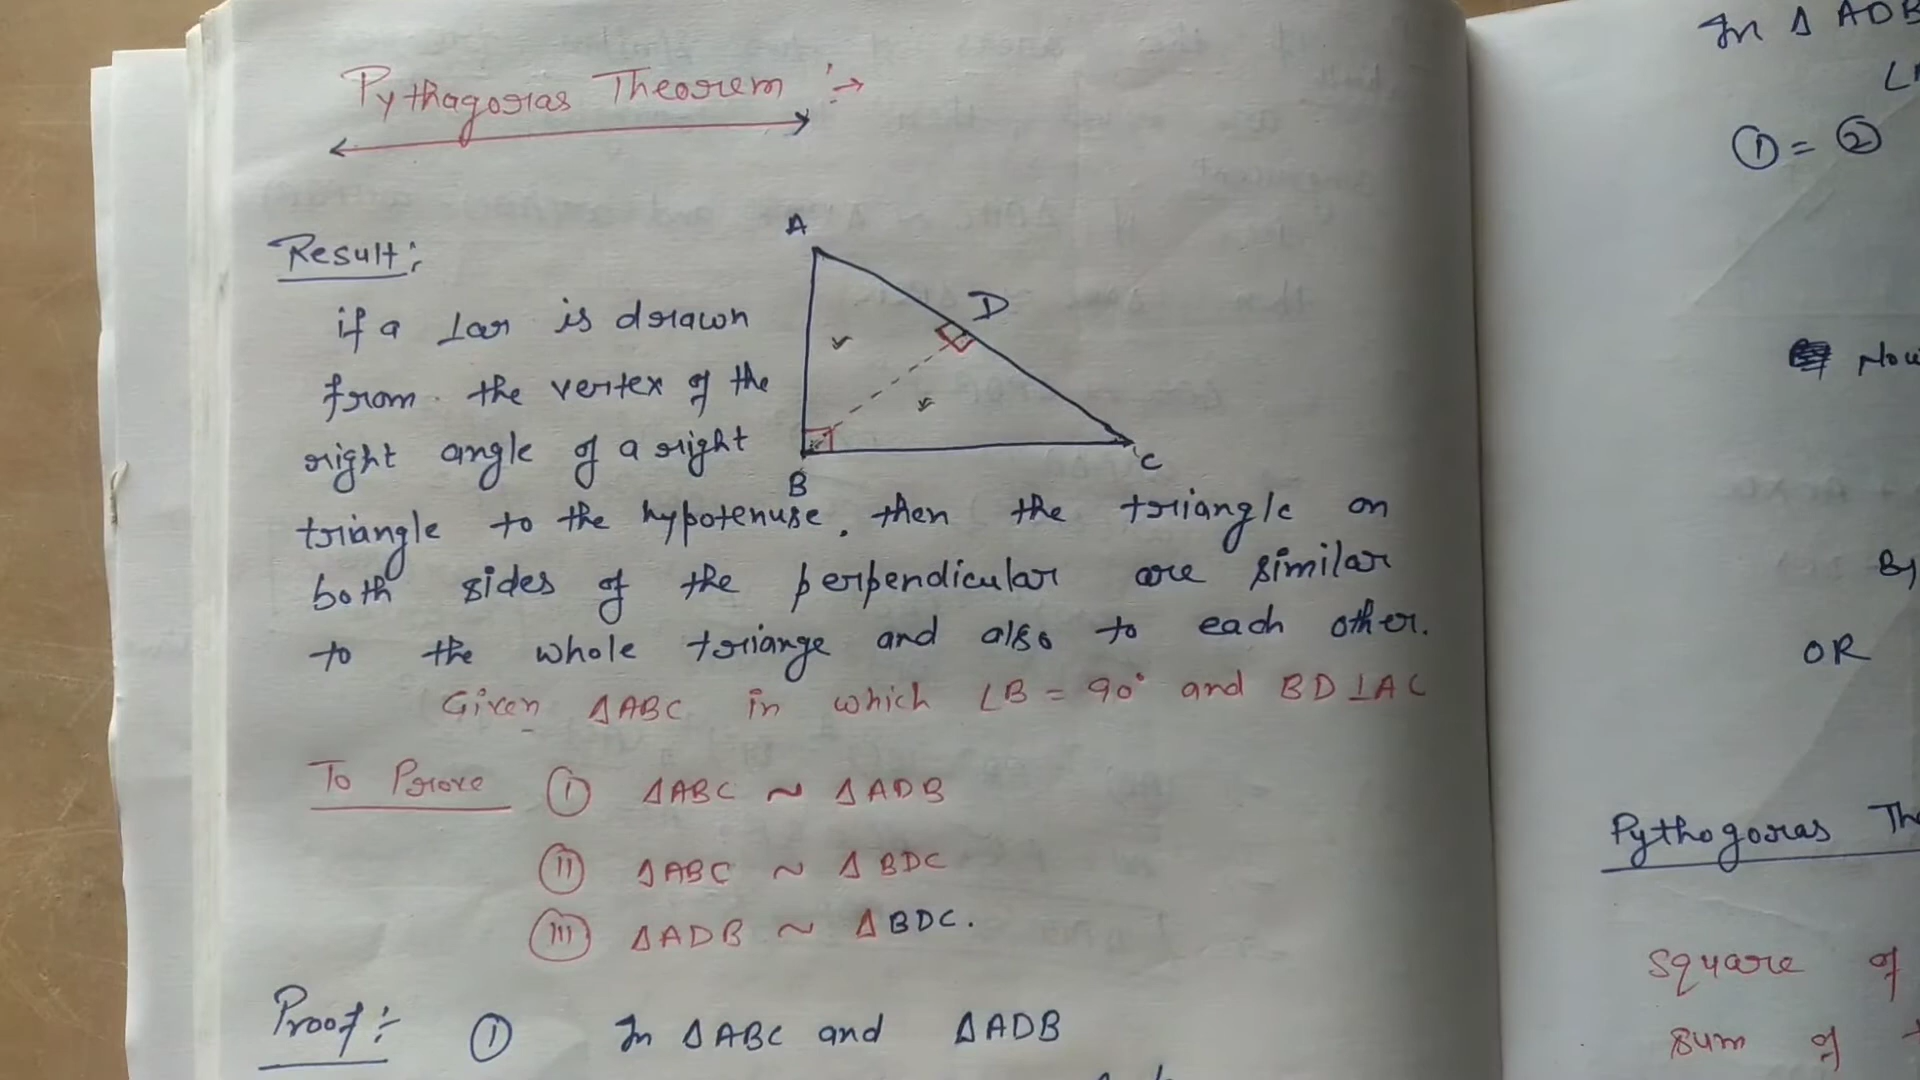 Pythagoras Theorem :→
Result:
A
D
B
C
if a ⊥ar is drawn
from the vertex of the
right angle of a right
triangle to the hypotenuse, then the triangle on
both sides of the perpendicular are similar
to the whole triange and also to each other.
Given ΔABC in which ∠B = 90° and BD⊥AC
To Prove (i) ΔABC ~ ΔADB
(ii) ΔABC ~ ΔBDC
(iii) ΔADB ~ ΔBDC.
Proof:- (i) In ΔABC and ΔADB
In Δ ADB
① = ②
OR
Pythogoras
square of
sum of